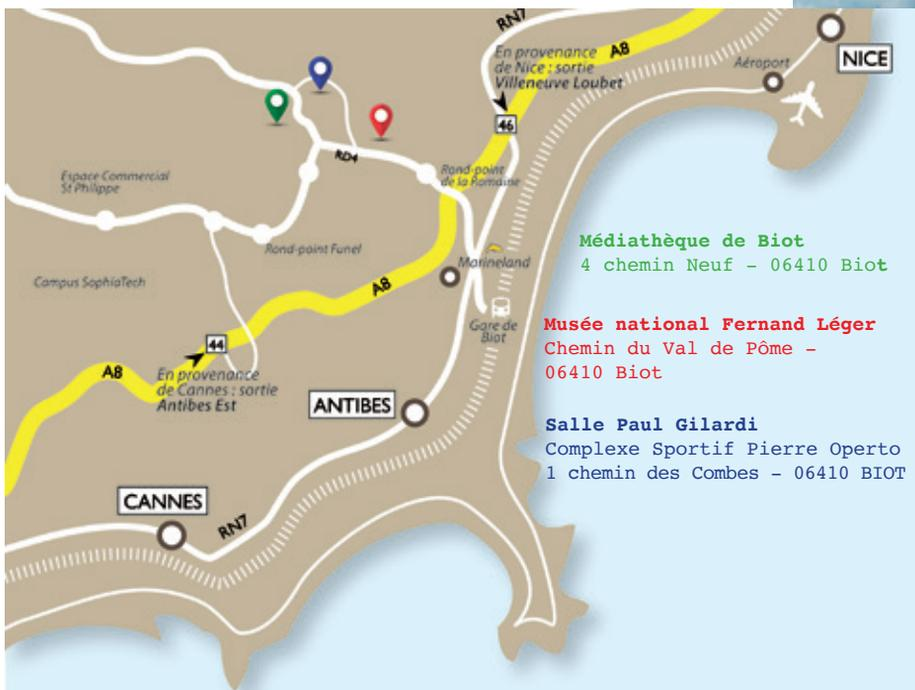 RN7
A8
NICE
En provenance
de Nice : sortie
Villeneuve Loubet
Aéroport
46
RD4
Rond-point
de la Romaine
Espace Commercial
St Philippe
Rond-point Funel
Campus SophiaTech
Marineland
A8
Gare de
Biot
44
A8
En provenance
de Cannes : sortie
Antibes Est
ANTIBES
CANNES
RN7
Médiathèque de Biot
4 chemin Neuf - 06410 Biot
Musée national Fernand Léger
Chemin du Val de Pôme -
06410 Biot
Salle Paul Gilardi
Complexe Sportif Pierre Operto
1 chemin des Combes - 06410 BIOT